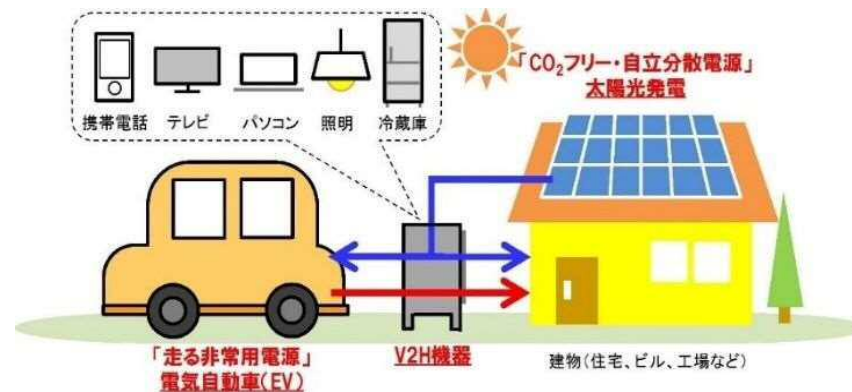 携帯電話 テレビ パソコン 照明 冷蔵庫
「CO₂フリー・自立分散電源」
太陽光発電
「走る非常用電源」
電気自動車(EV)
V2H機器
建物(住宅、ビル、工場など)